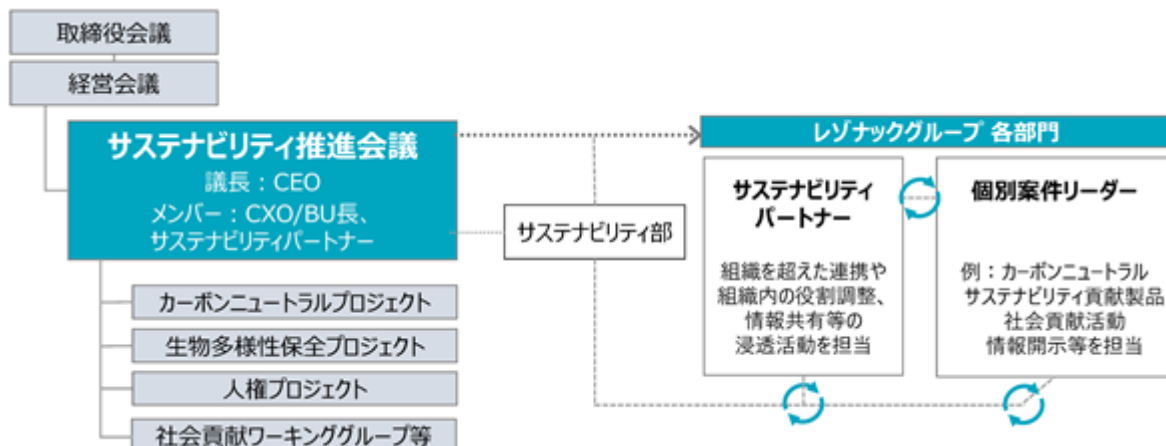 取締役会議
経営会議
サステナビリティ推進会議
議長：CEO
メンバー：CXO/BU長、
サステナビリティパートナー
カーボンニュートラルプロジェクト
生物多様性保全プロジェクト
人権プロジェクト
社会貢献ワーキンググループ等
サステナビリティ部
レゾナックグループ 各部門
サステナビリティ
パートナー
組織を超えた連携や
組織内の役割調整、
情報共有等の
浸透活動を担当
個別案件リーダー
例：カーボンニュートラル
サステナビリティ貢献製品
社会貢献活動
情報開示等を担当